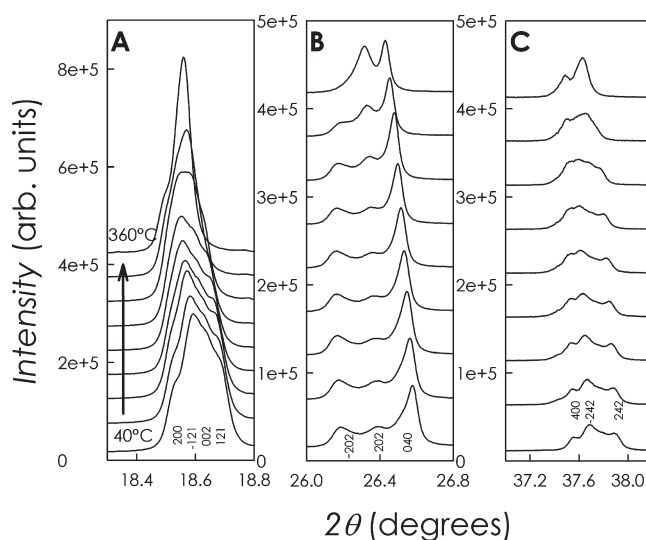 A
B
C
Intensity (arb. units)
8e+5
6e+5
4e+5
2e+5
0
360°C
40°C
200
-121
002
121
18.4
18.6
18.8
5e+5
4e+5
3e+5
2e+5
1e+5
0
-202
202
040
26.0
26.4
26.8
5e+5
4e+5
3e+5
2e+5
1e+5
0
400
-242
242
37.2
37.6
38.0
2θ (degrees)